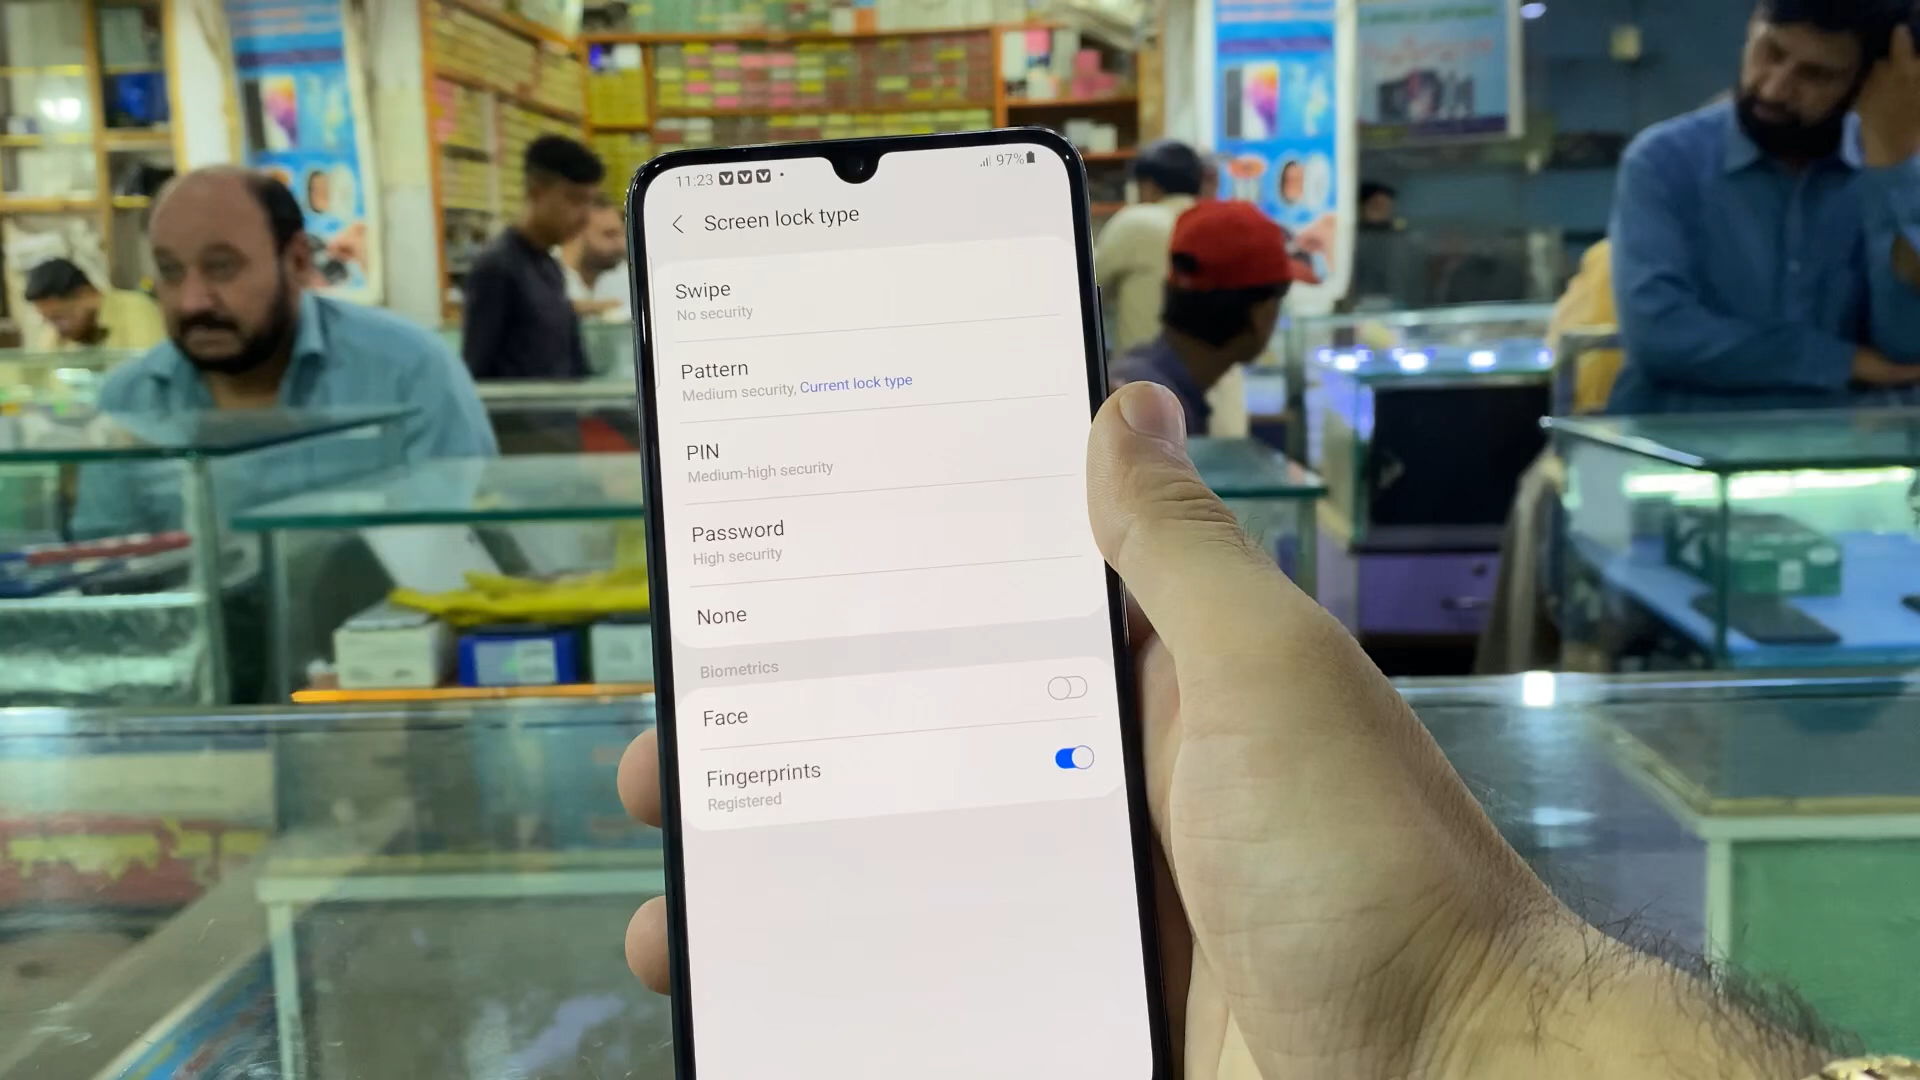 11:23
97%
Screen lock type
Swipe
No security
Pattern
Medium security, Current lock type
PIN
Medium-high security
Password
High security
None
Biometrics
Face
Fingerprints
Registered